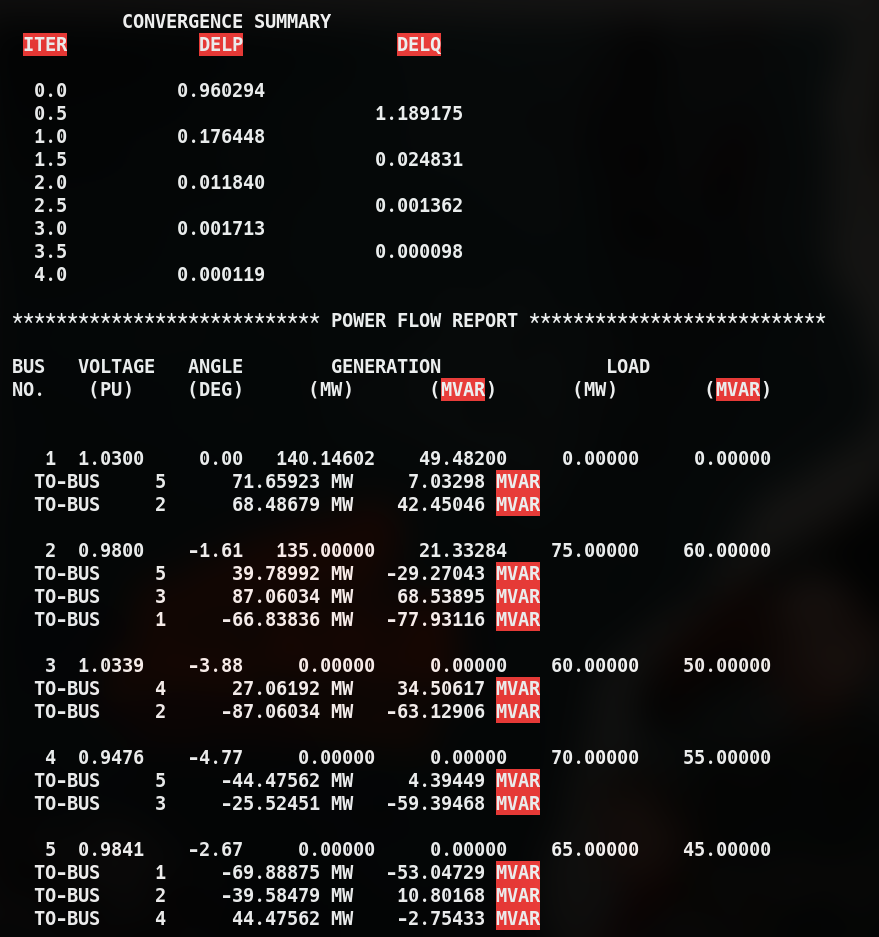 CONVERGENCE SUMMARY
ITER DELP DELQ
0.0 0.960294
0.5 1.189175
1.0 0.176448
1.5 0.024831
2.0 0.011840
2.5 0.001362
3.0 0.001713
3.5 0.000098
4.0 0.000119
**************************** POWER FLOW REPORT ***************************
BUS VOLTAGE ANGLE GENERATION LOAD
NO. (PU) (DEG) (MW) (MVAR) (MW) (MVAR)
1 1.0300 0.00 140.14602 49.48200 0.00000 0.00000
TO-BUS 5 71.65923 MW 7.03298 MVAR
TO-BUS 2 68.48679 MW 42.45046 MVAR
2 0.9800 -1.61 135.00000 21.33284 75.00000 60.00000
TO-BUS 5 39.78992 MW -29.27043 MVAR
TO-BUS 3 87.06034 MW 68.53895 MVAR
TO-BUS 1 -66.83836 MW -77.93116 MVAR
3 1.0339 -3.88 0.00000 0.00000 60.00000 50.00000
TO-BUS 4 27.06192 MW 34.50617 MVAR
TO-BUS 2 -87.06034 MW -63.12906 MVAR
4 0.9476 -4.77 0.00000 0.00000 70.00000 55.00000
TO-BUS 5 -44.47562 MW 4.39449 MVAR
TO-BUS 3 -25.52451 MW -59.39468 MVAR
5 0.9841 -2.67 0.00000 0.00000 65.00000 45.00000
TO-BUS 1 -69.88875 MW -53.04729 MVAR
TO-BUS 2 -39.58479 MW 10.80168 MVAR
TO-BUS 4 44.47562 MW -2.75433 MVAR